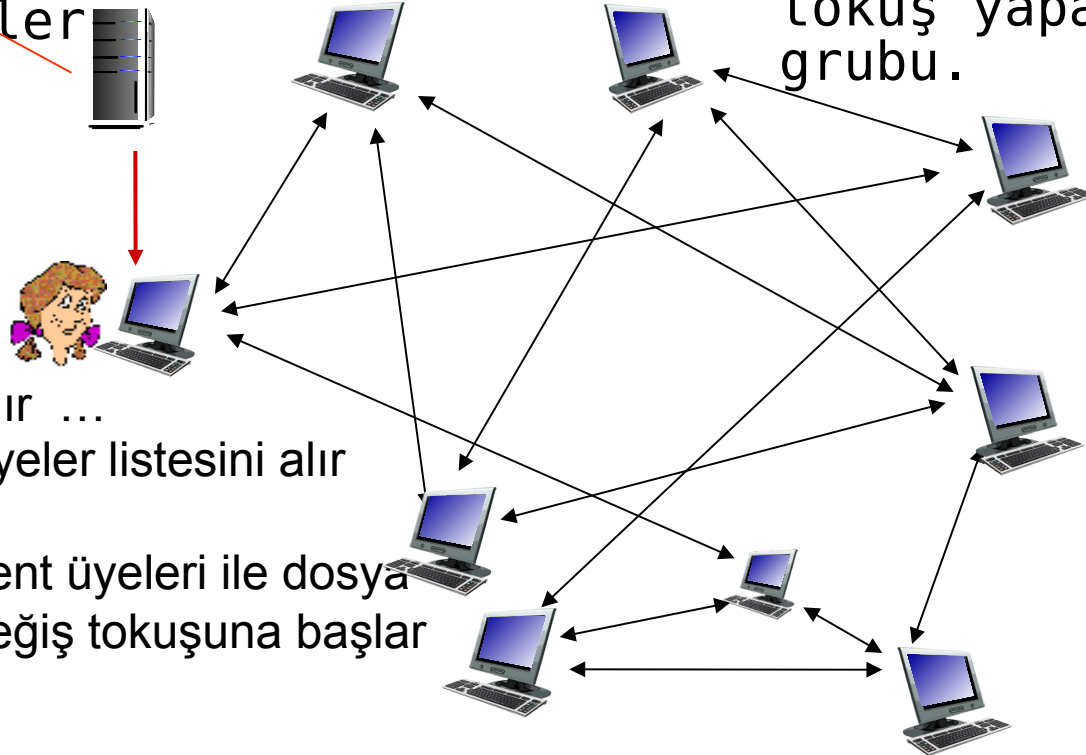 ler
tokuş yapa
grubu.
ır …
yeler listesini alır
ent üyeleri ile dosya
eğiş tokuşuna başlar